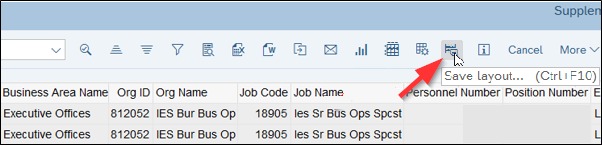 Supplem
Cancel More
Save layout... (Ctrl+F10)
Business Area Name Org ID Org Name Job Code Job Name Personnel Number Position Number E
Executive Offices 812052 IES Bur Bus Op 18905 Ies Sr Bus Ops Spcst L
Executive Offices 812052 IES Bur Bus Op 18905 Ies Sr Bus Ops Spcst L